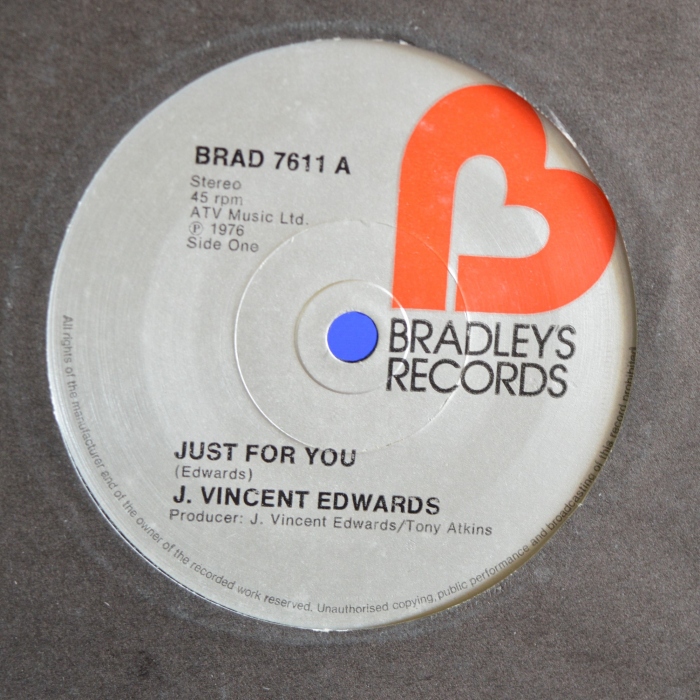 BRAD 7611 A
Stereo
45 rpm
ATV Music Ltd.
℗ 1976
Side One
BRADLEY'S
RECORDS
JUST FOR YOU
(Edwards)
J. VINCENT EDWARDS
Producer: J. Vincent Edwards/Tony Atkins
All rights of the manufacturer and of the owner of the recorded work reserved. Unauthorised copying, public performance and broadcasting of this record prohibited